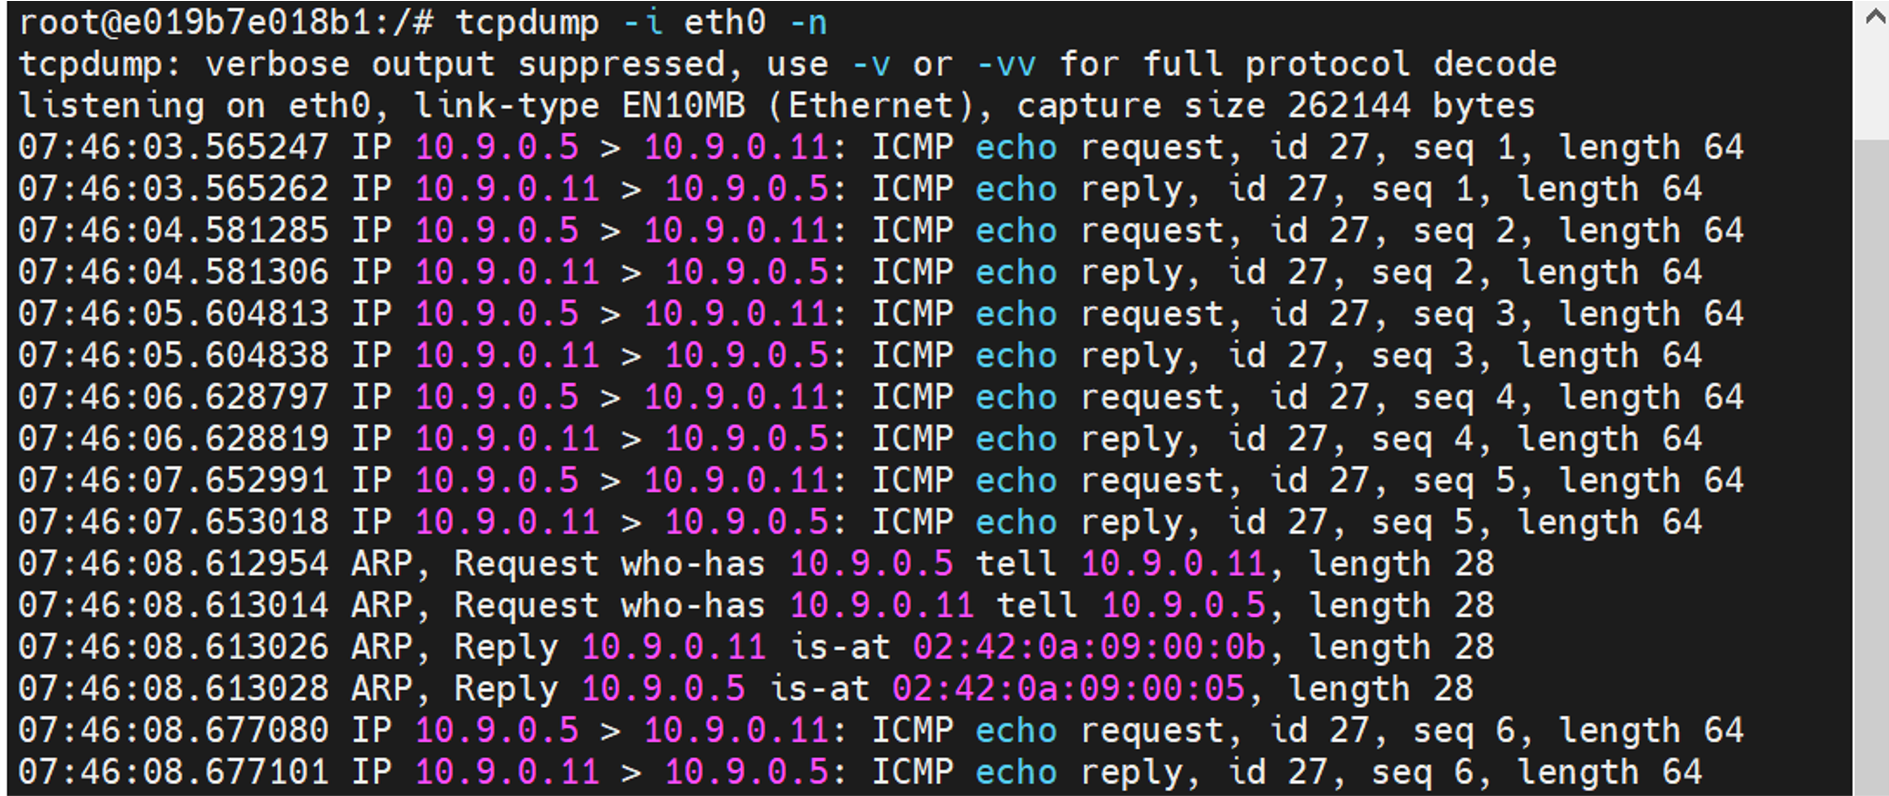 root@e019b7e018b1:/# tcpdump -i eth0 -n
tcpdump: verbose output suppressed, use -v or -vv for full protocol decode
listening on eth0, link-type EN10MB (Ethernet), capture size 262144 bytes
07:46:03.565247 IP 10.9.0.5 > 10.9.0.11: ICMP echo request, id 27, seq 1, length 64
07:46:03.565262 IP 10.9.0.11 > 10.9.0.5: ICMP echo reply, id 27, seq 1, length 64
07:46:04.581285 IP 10.9.0.5 > 10.9.0.11: ICMP echo request, id 27, seq 2, length 64
07:46:04.581306 IP 10.9.0.11 > 10.9.0.5: ICMP echo reply, id 27, seq 2, length 64
07:46:05.604813 IP 10.9.0.5 > 10.9.0.11: ICMP echo request, id 27, seq 3, length 64
07:46:05.604838 IP 10.9.0.11 > 10.9.0.5: ICMP echo reply, id 27, seq 3, length 64
07:46:06.628797 IP 10.9.0.5 > 10.9.0.11: ICMP echo request, id 27, seq 4, length 64
07:46:06.628819 IP 10.9.0.11 > 10.9.0.5: ICMP echo reply, id 27, seq 4, length 64
07:46:07.652991 IP 10.9.0.5 > 10.9.0.11: ICMP echo request, id 27, seq 5, length 64
07:46:07.653018 IP 10.9.0.11 > 10.9.0.5: ICMP echo reply, id 27, seq 5, length 64
07:46:08.612954 ARP, Request who-has 10.9.0.5 tell 10.9.0.11, length 28
07:46:08.613014 ARP, Request who-has 10.9.0.11 tell 10.9.0.5, length 28
07:46:08.613026 ARP, Reply 10.9.0.11 is-at 02:42:0a:09:00:0b, length 28
07:46:08.613028 ARP, Reply 10.9.0.5 is-at 02:42:0a:09:00:05, length 28
07:46:08.677080 IP 10.9.0.5 > 10.9.0.11: ICMP echo request, id 27, seq 6, length 64
07:46:08.677101 IP 10.9.0.11 > 10.9.0.5: ICMP echo reply, id 27, seq 6, length 64